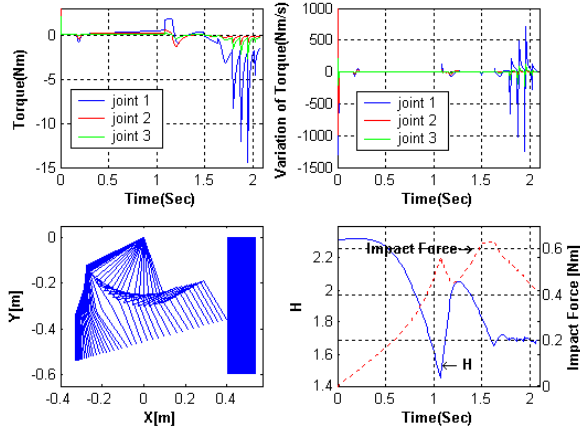 0
-5
-10
-15
Torque(Nm)
joint 1
joint 2
joint 3
0 0.5 1 1.5 2
Time(Sec)
1000
500
0
-500
-1000
-1500
Variation of Torque(Nm/s)
joint 1
joint 2
joint 3
0 0.5 1 1.5 2
Time(Sec)
0
-0.2
-0.4
-0.6
Y[m]
-0.4 -0.2 0 0.2 0.4
X[m]
2.2
2
1.8
1.6
1.4
H
Impact Force
H
0.6
0.4
0.2
0
Impact Force [Nm]
0 0.5 1 1.5 2
Time(Sec)